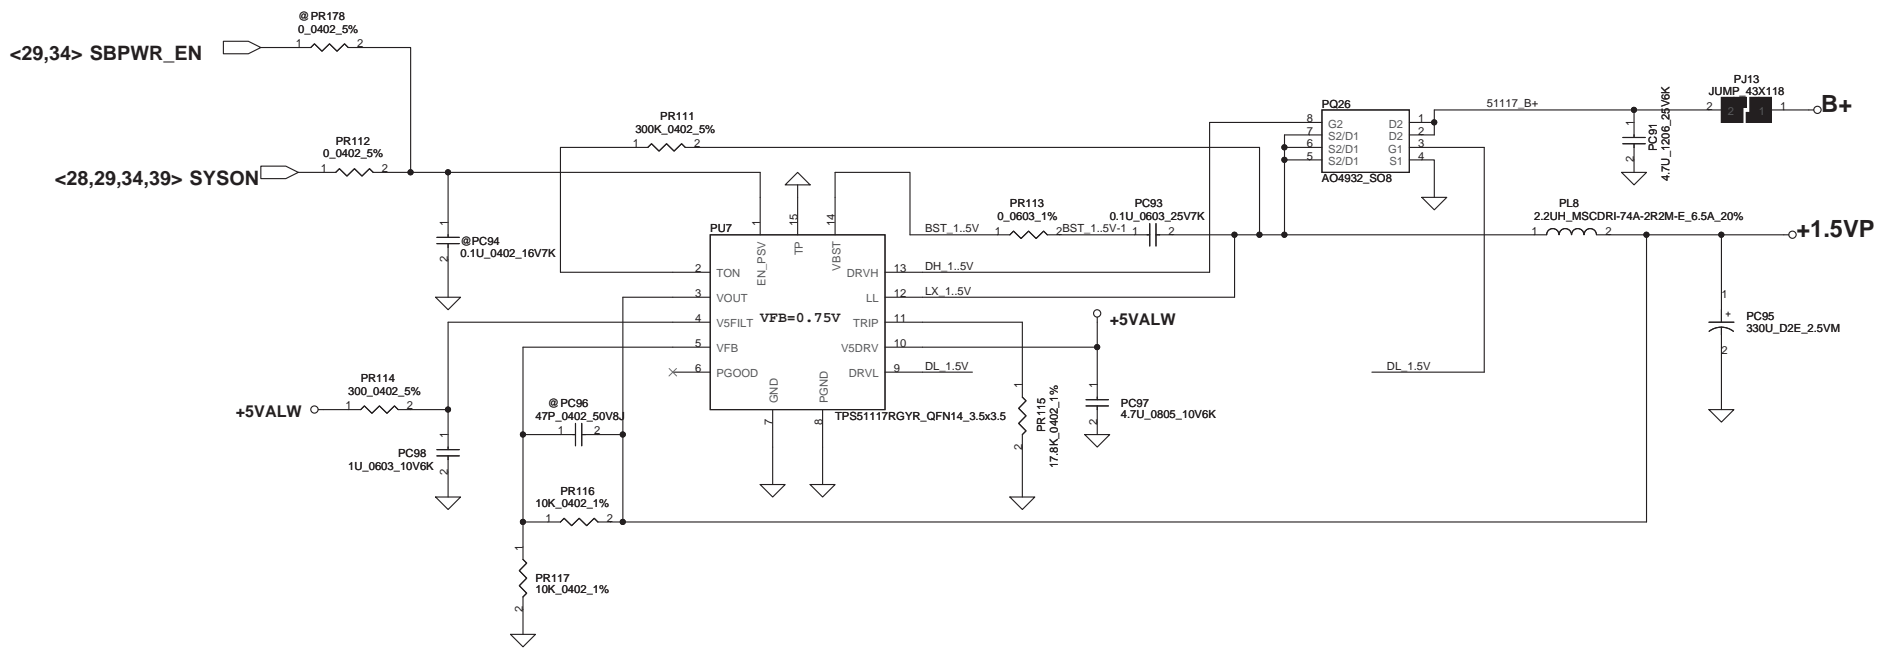 @PR178
0_0402_5%
1 2
<29,34> SBPWR_EN
PR112
0_0402_5%
1 2
<28,29,34,39> SYSON
PR111
300K_0402_5%
1 2
1
2
@PC94
0.1U_0402_16V7K
PU7
1 EN_PSV
15 TP
14 VBST
2 TON
3 VOUT
4 V5FILT
5 VFB
6 PGOOD
VFB=0.75V
DRVH 13
LL 12
TRIP 11
V5DRV 10
DRVL 9
GND 7
PGND 8
TPS51117RGYR_QFN14_3.5x3.5
BST_1..5V
PR113
0_0603_1%
1 2
BST_1..5V-1
PC93
0.1U_0603_25V7K
1 2
DH_1..5V
LX_1..5V
DL_1.5V
PQ26
8 G2
7 S2/D1
6 S2/D1
5 S2/D1
D2 1
D2 2
G1 3
S1 4
AO4932_SO8
51117_B+
1
2
PC91
4.7U_1206_25V6K
PJ13
JUMP_43X118
2 2 1 1
B+
PL8
2.2UH_MSCDRI-74A-2R2M-E_6.5A_20%
1 2
+1.5VP
1
+
2
PC95
330U_D2E_2.5VM
DL_1.5V
+5VALW
1
2
PC97
4.7U_0805_10V6K
1
2
PR115
17.8K_0402_1%
PR114
300_0402_5%
+5VALW
1 2
1
2
PC98
1U_0603_10V6K
@PC96
47P_0402_50V8J
1 2
PR116
10K_0402_1%
1 2
1
2
PR117
10K_0402_1%